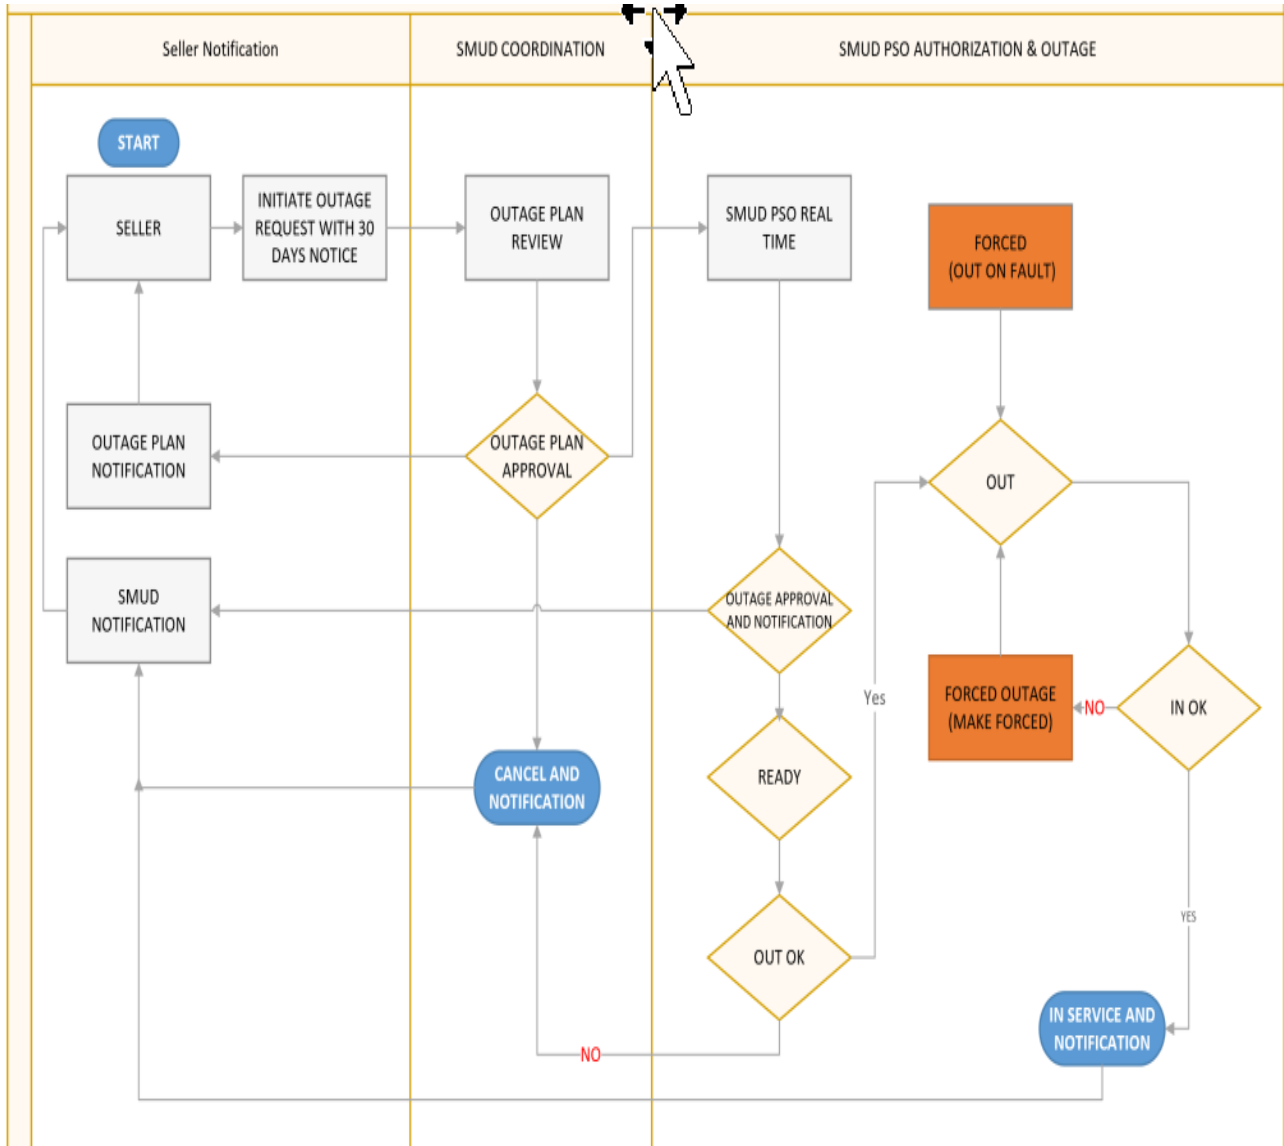 Seller Notification
SMUD COORDINATION
SMUD PSO AUTHORIZATION & OUTAGE
START
SELLER
INITIATE OUTAGE
REQUEST WITH 30
DAYS NOTICE
OUTAGE PLAN
REVIEW
SMUD PSO REAL
TIME
FORCED
(OUT ON FAULT)
OUTAGE PLAN
NOTIFICATION
OUTAGE PLAN
APPROVAL
OUT
SMUD
NOTIFICATION
OUTAGE APPROVAL
AND NOTIFICATION
Yes
FORCED OUTAGE
(MAKE FORCED)
NO
IN OK
CANCEL AND
NOTIFICATION
READY
YES
OUT OK
IN SERVICE AND
NOTIFICATION
NO